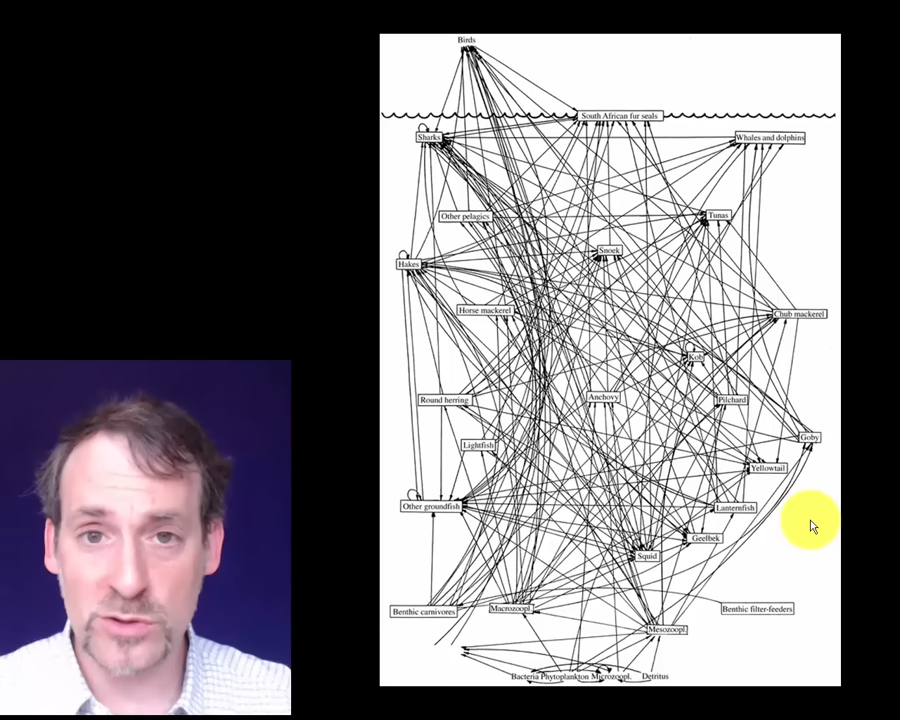 Birds
South African fur seals
Sharks
Whales and dolphins
Other pelagics
Tunas
Snoek
Hakes
Horse mackerel
Chub mackerel
Kob
Round herring
Anchovy
Pilchard
Goby
Lightfish
Yellowtail
Other groundfish
Lanternfish
Geelbek
Squid
Benthic carnivores
Macrozoopl.
Benthic filter-feeders
Mesozoopl.
Bacteria Phytoplankton Microzoopl. Detritus